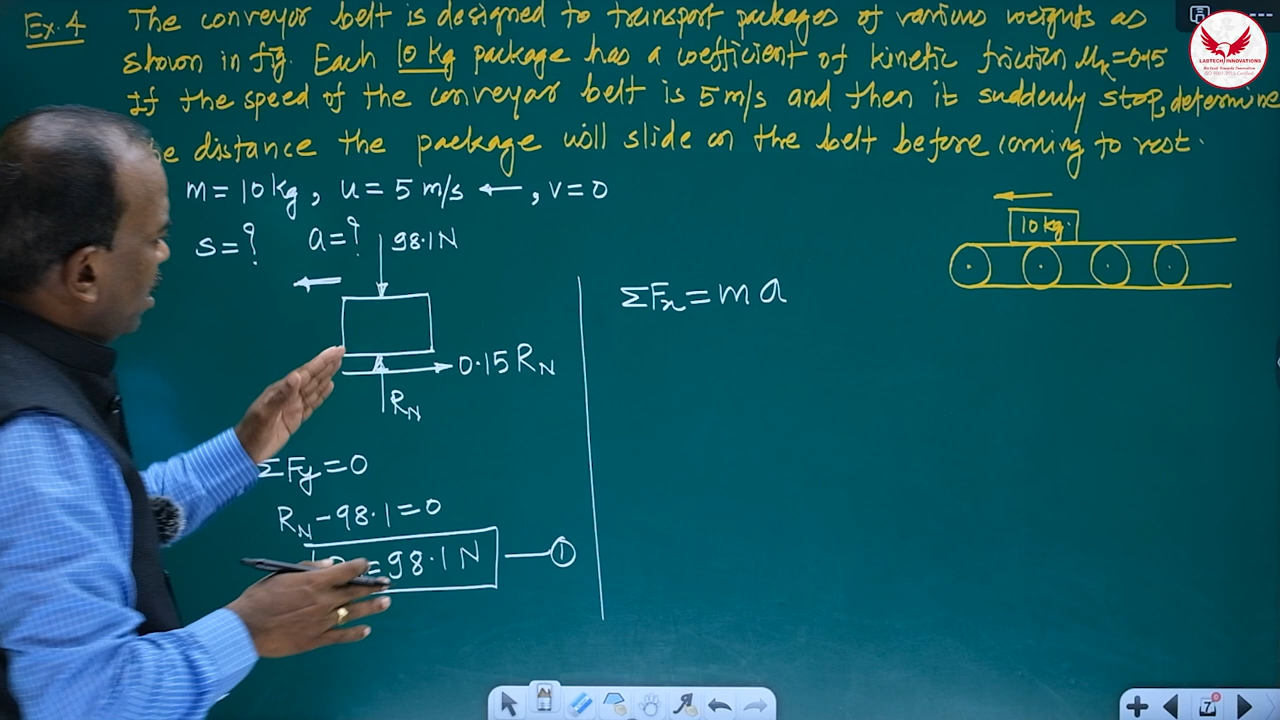 Ex. 4 The conveyor belt is designed to transport packages of various weights as
shown in fig. Each 10 kg package has a coefficient of kinetic friction μk=0.15
If the speed of the conveyor belt is 5 m/s and then it suddenly stop, determine
the distance the package will slide on the belt before coming to rest.
m = 10 kg, u = 5 m/s ←, v = 0
s = ? a = ?
98.1 N
0.15 RN
RN
ΣFy = 0
RN - 98.1 = 0
= 98.1 N — ①
ΣFx = m a
10 kg.
LABTECH INNOVATIONS
7